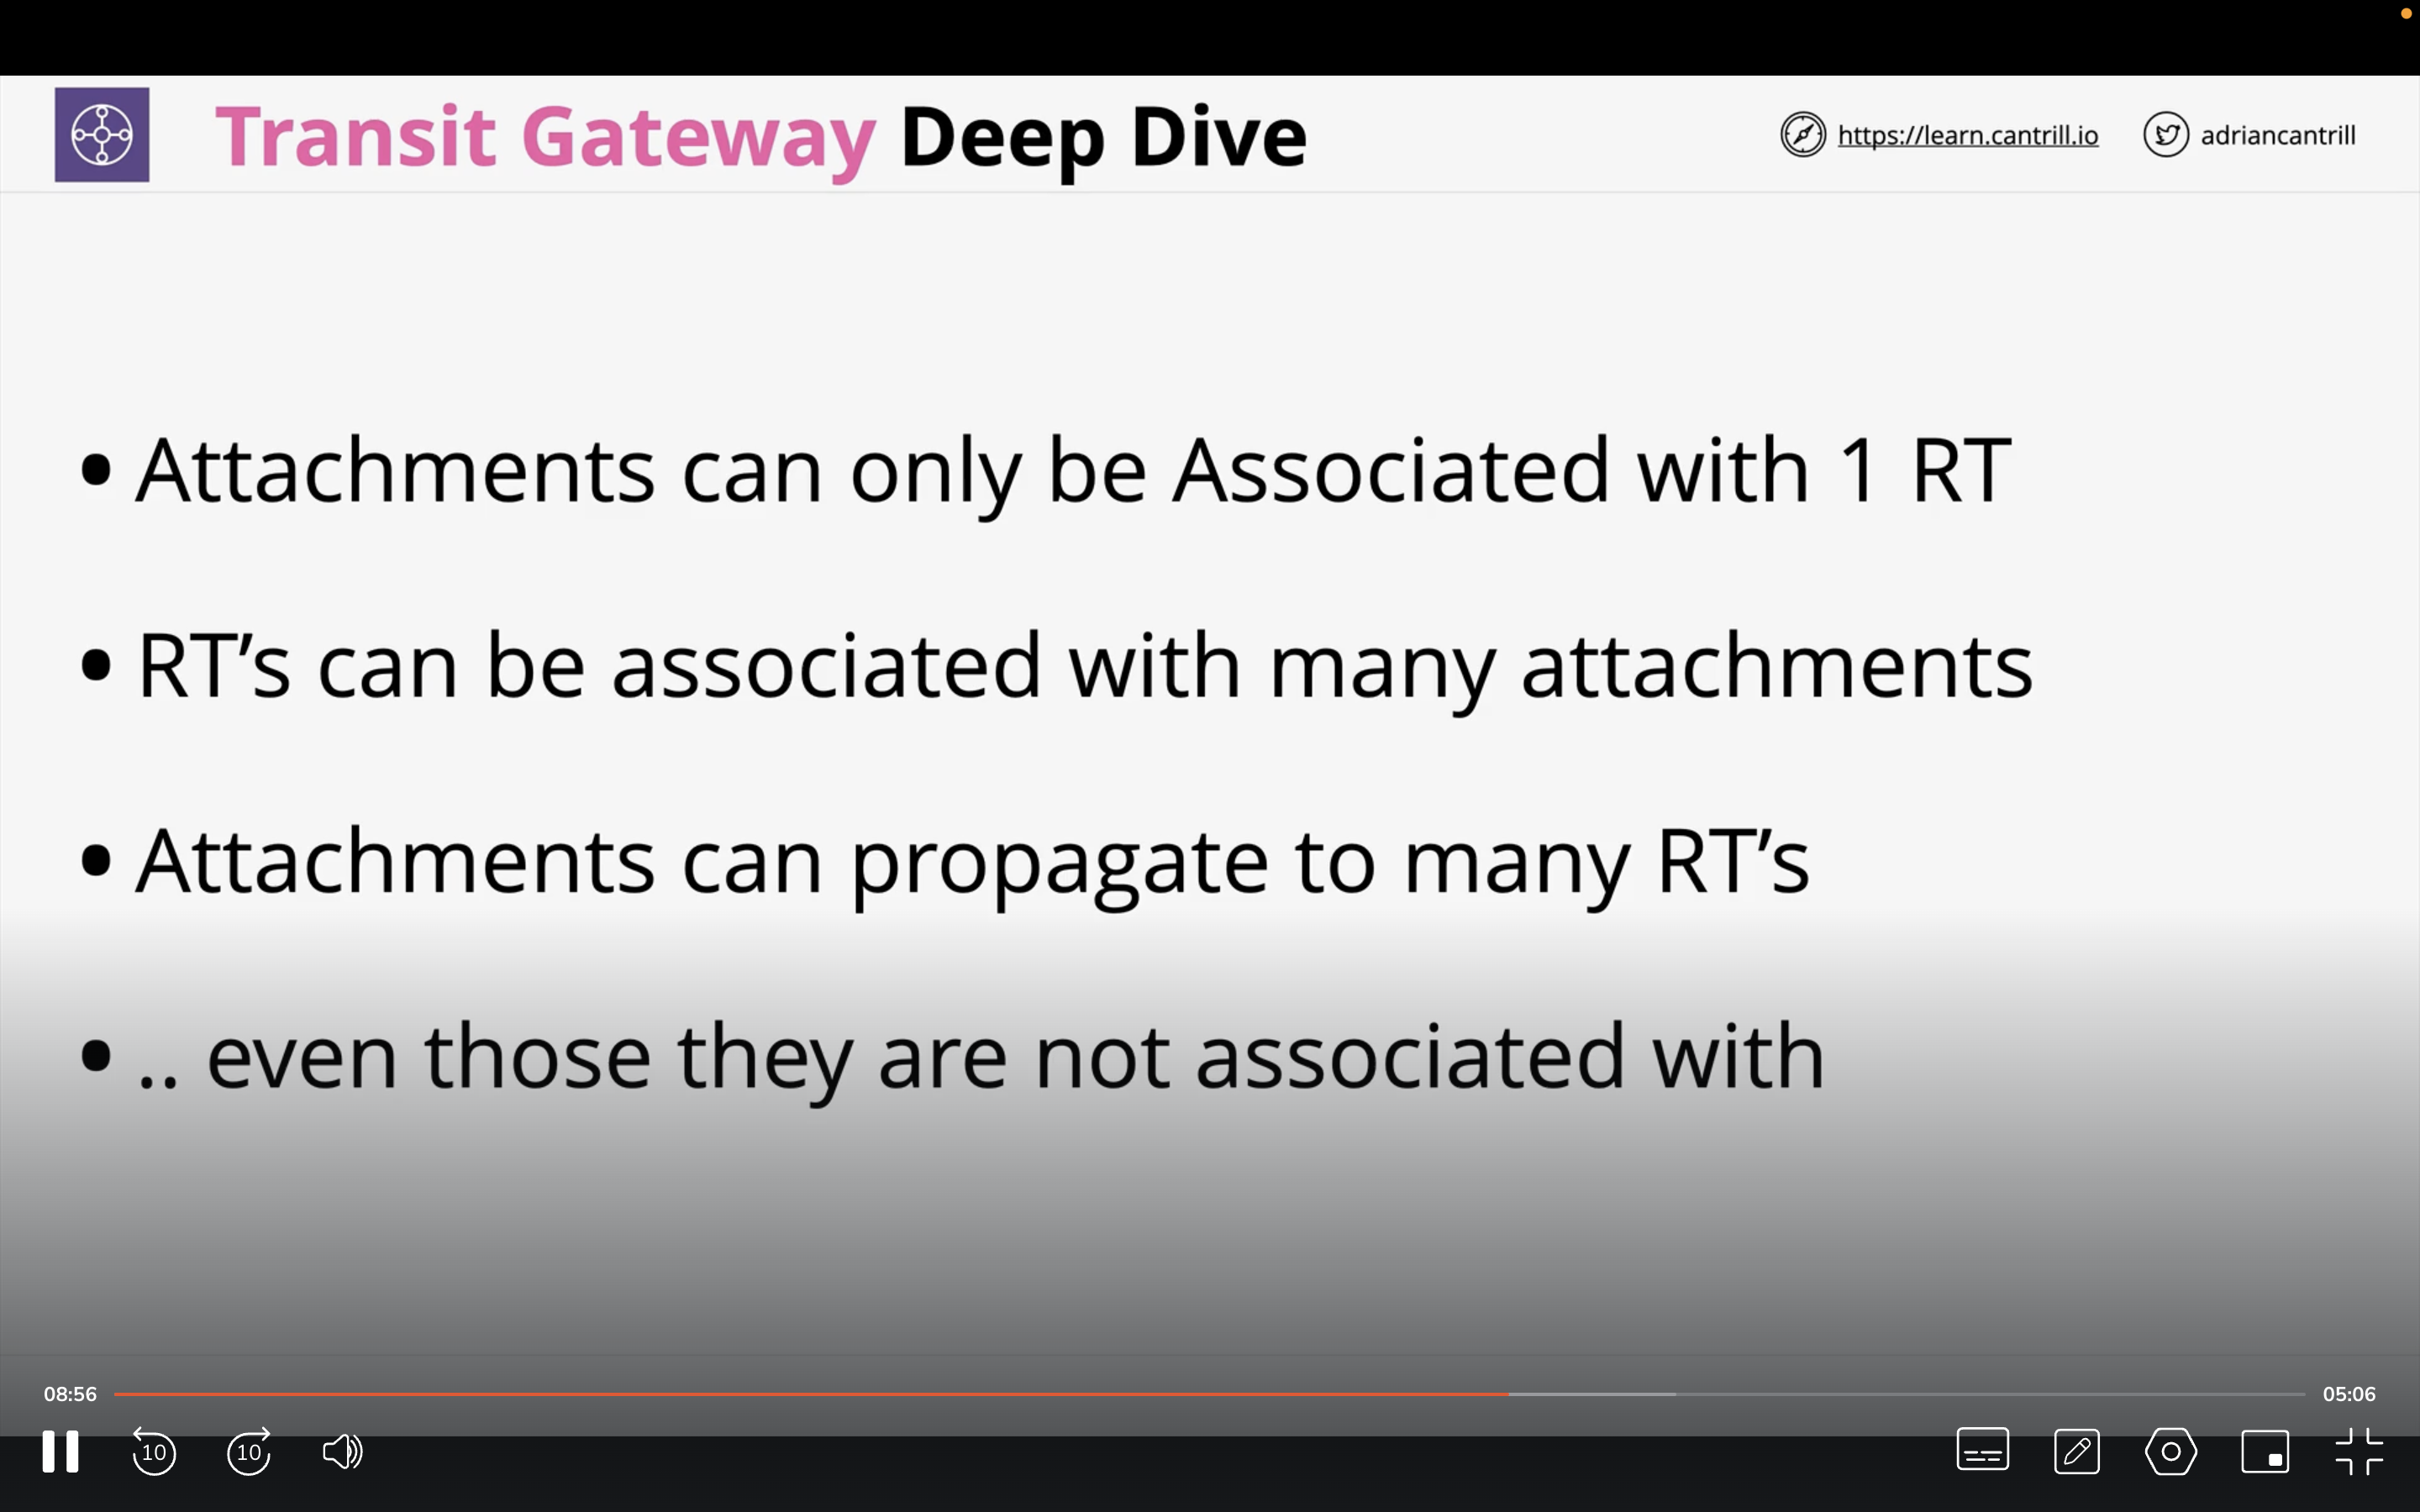 Transit Gateway Deep Dive
https://learn.cantrill.io
adriancantrill
• Attachments can only be Associated with 1 RT
• RT’s can be associated with many attachments
• Attachments can propagate to many RT’s
• .. even those they are not associated with
08:56
05:06
10
10